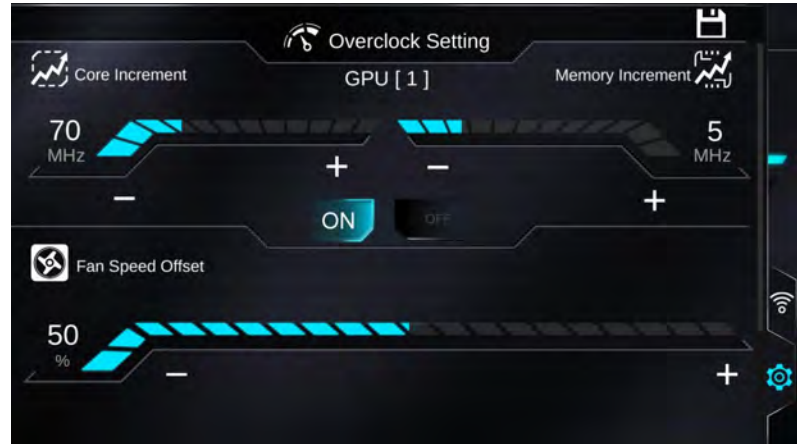 Overclock Setting
Core Increment
GPU [ 1 ]
Memory Increment
70
MHz
5
MHz
ON
OFF
Fan Speed Offset
50
%